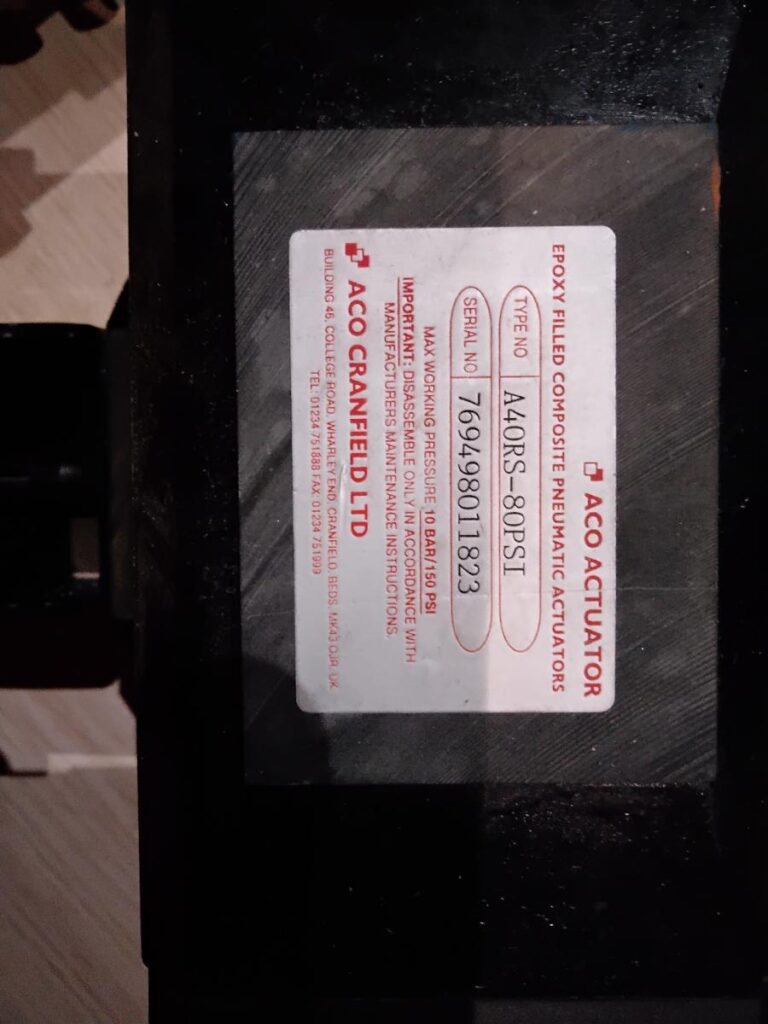 ACO ACTUATOR
EPOXY FILLED COMPOSITE PNEUMATIC ACTUATORS
TYPE NO A40RS-80PSI
SERIAL NO 769498011823
MAX WORKING PRESSURE 10 BAR/150 PSI
IMPORTANT: DISASSEMBLE ONLY IN ACCORDANCE WITH
MANUFACTURERS MAINTENANCE INSTRUCTIONS.
ACO CRANFIELD LTD
BUILDING 46, COLLEGE ROAD, WHARLEY END, CRANFIELD, BEDS. MK43 OJR, UK
TEL: 01234 751888 FAX: 01234 751999